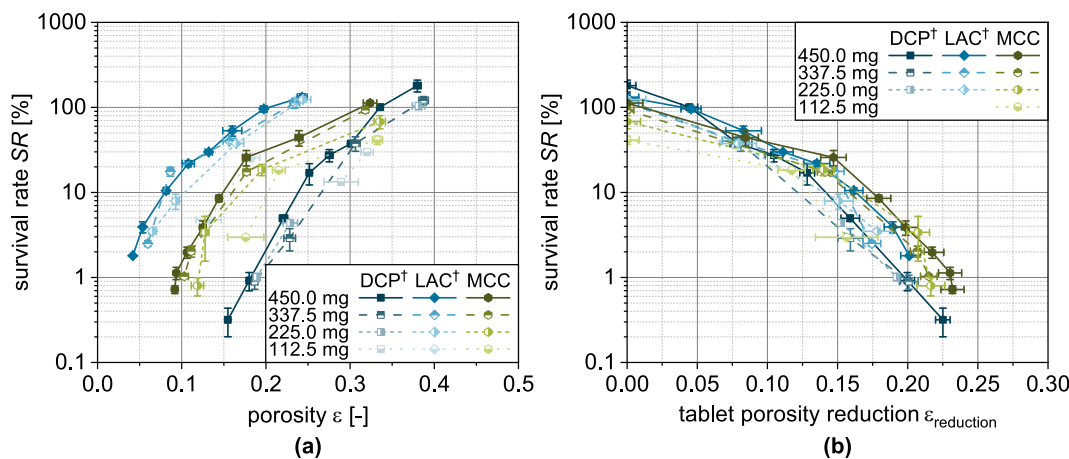 1000
100
10
1
0.1
survival rate SR [%]
0.0 0.1 0.2 0.3 0.4 0.5
porosity ε [-]
DCP† LAC† MCC
450.0 mg
337.5 mg
225.0 mg
112.5 mg
(a)
1000
100
10
1
0.1
survival rate SR [%]
0.00 0.05 0.10 0.15 0.20 0.25 0.30
tablet porosity reduction εreduction
DCP† LAC† MCC
450.0 mg
337.5 mg
225.0 mg
112.5 mg
(b)